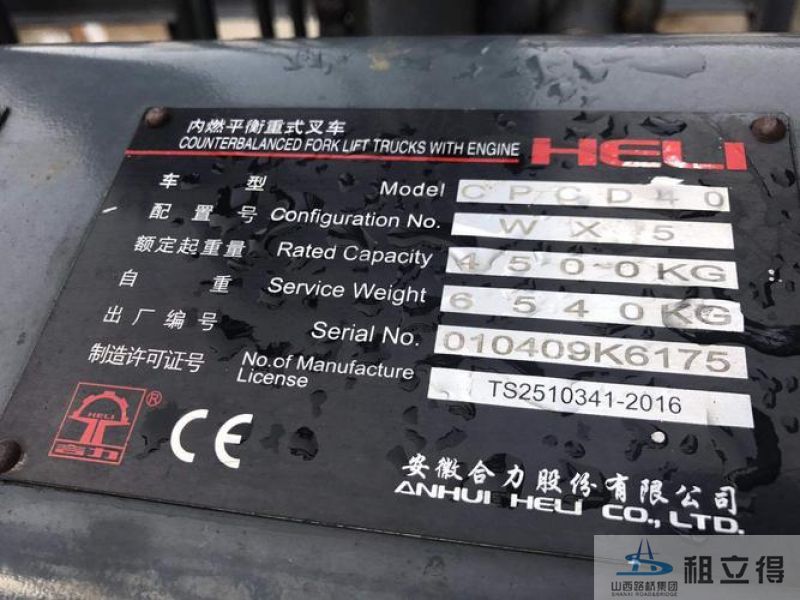 内燃平衡重式叉车
COUNTERBALANCED FORK LIFT TRUCKS WITH ENGINE HELI
车型 Model CPCD40
配置号 Configuration No. WX5
额定起重量 Rated Capacity 4500KG
自重 Service Weight 6540KG
出厂编号 Serial No. 010409K6175
制造许可证号 No.of Manufacture License TS2510341-2016
HELI
合力
®
CE
安徽合力股份有限公司
ANHUI HELI CO., LTD.
山西路桥集团
SHANXI ROAD&BRIDGE
租立得